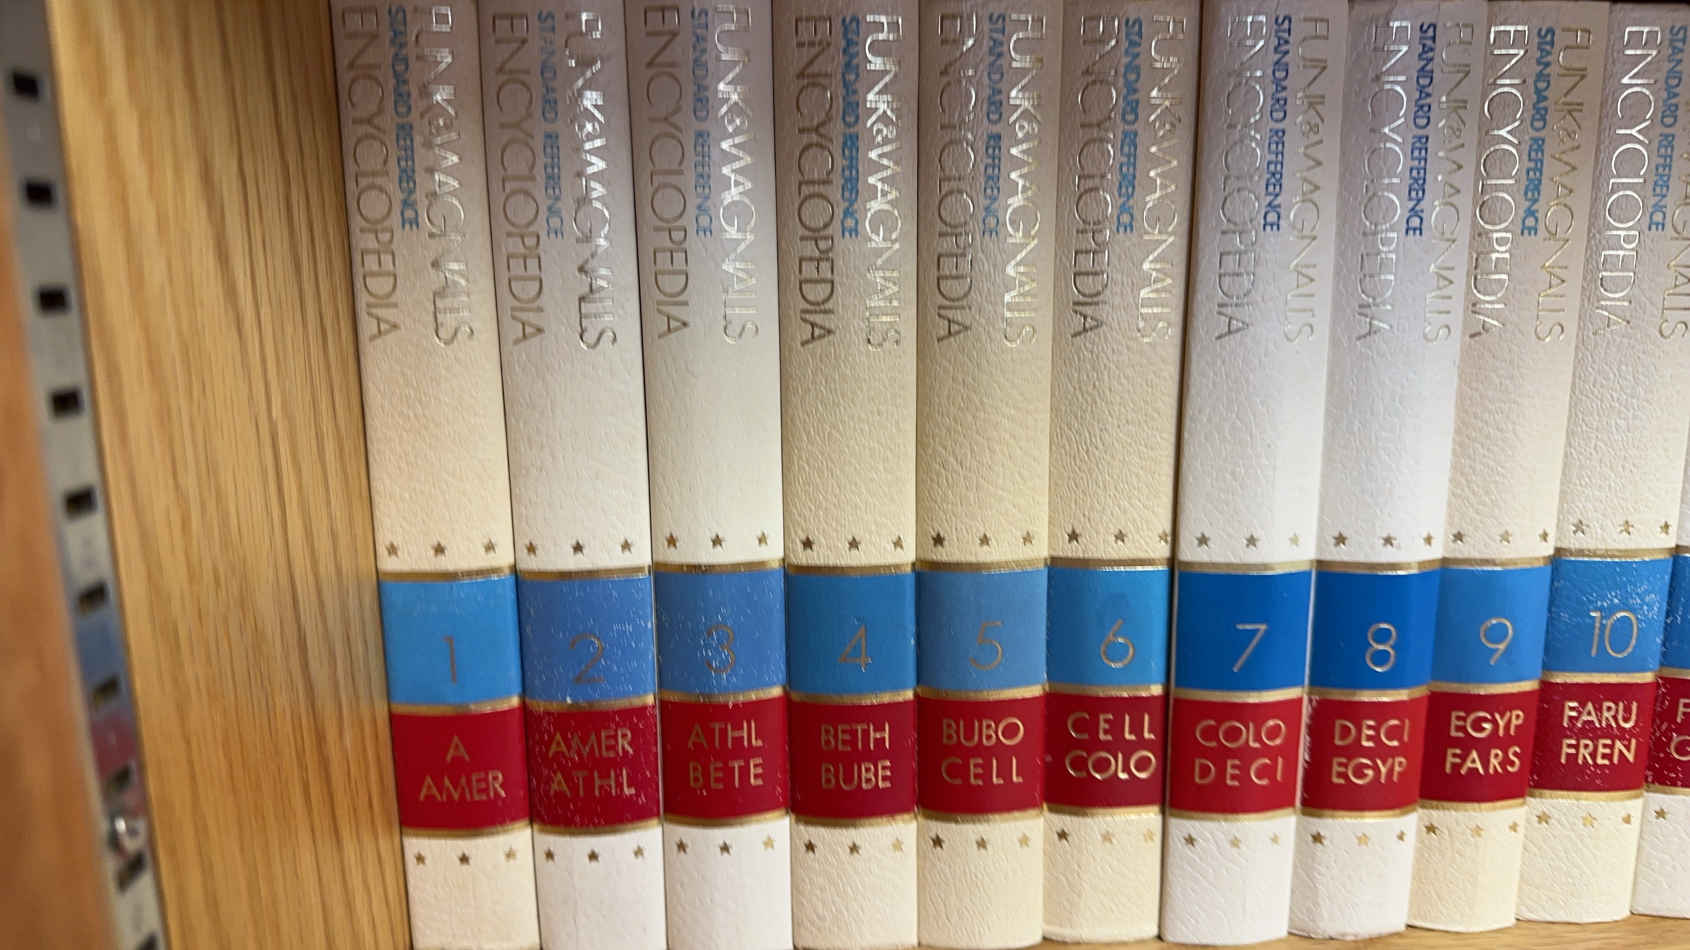 FUNK & WAGNALLS
STANDARD REFERENCE
ENCYCLOPEDIA
1
A
AMER
FUNK & WAGNALLS
STANDARD REFERENCE
ENCYCLOPEDIA
2
AMER
ATHL
FUNK & WAGNALLS
STANDARD REFERENCE
ENCYCLOPEDIA
3
ATHL
BETE
FUNK & WAGNALLS
STANDARD REFERENCE
ENCYCLOPEDIA
4
BETH
BUBE
FUNK & WAGNALLS
STANDARD REFERENCE
ENCYCLOPEDIA
5
BUBO
CELL
FUNK & WAGNALLS
STANDARD REFERENCE
ENCYCLOPEDIA
6
CELL
COLO
FUNK & WAGNALLS
STANDARD REFERENCE
ENCYCLOPEDIA
7
COLO
DECI
FUNK & WAGNALLS
STANDARD REFERENCE
ENCYCLOPEDIA
8
DECI
EGYP
FUNK & WAGNALLS
STANDARD REFERENCE
ENCYCLOPEDIA
9
EGYP
FARS
STANDARD REFERENCE
ENCYCLOPEDIA
10
FARU
FREN